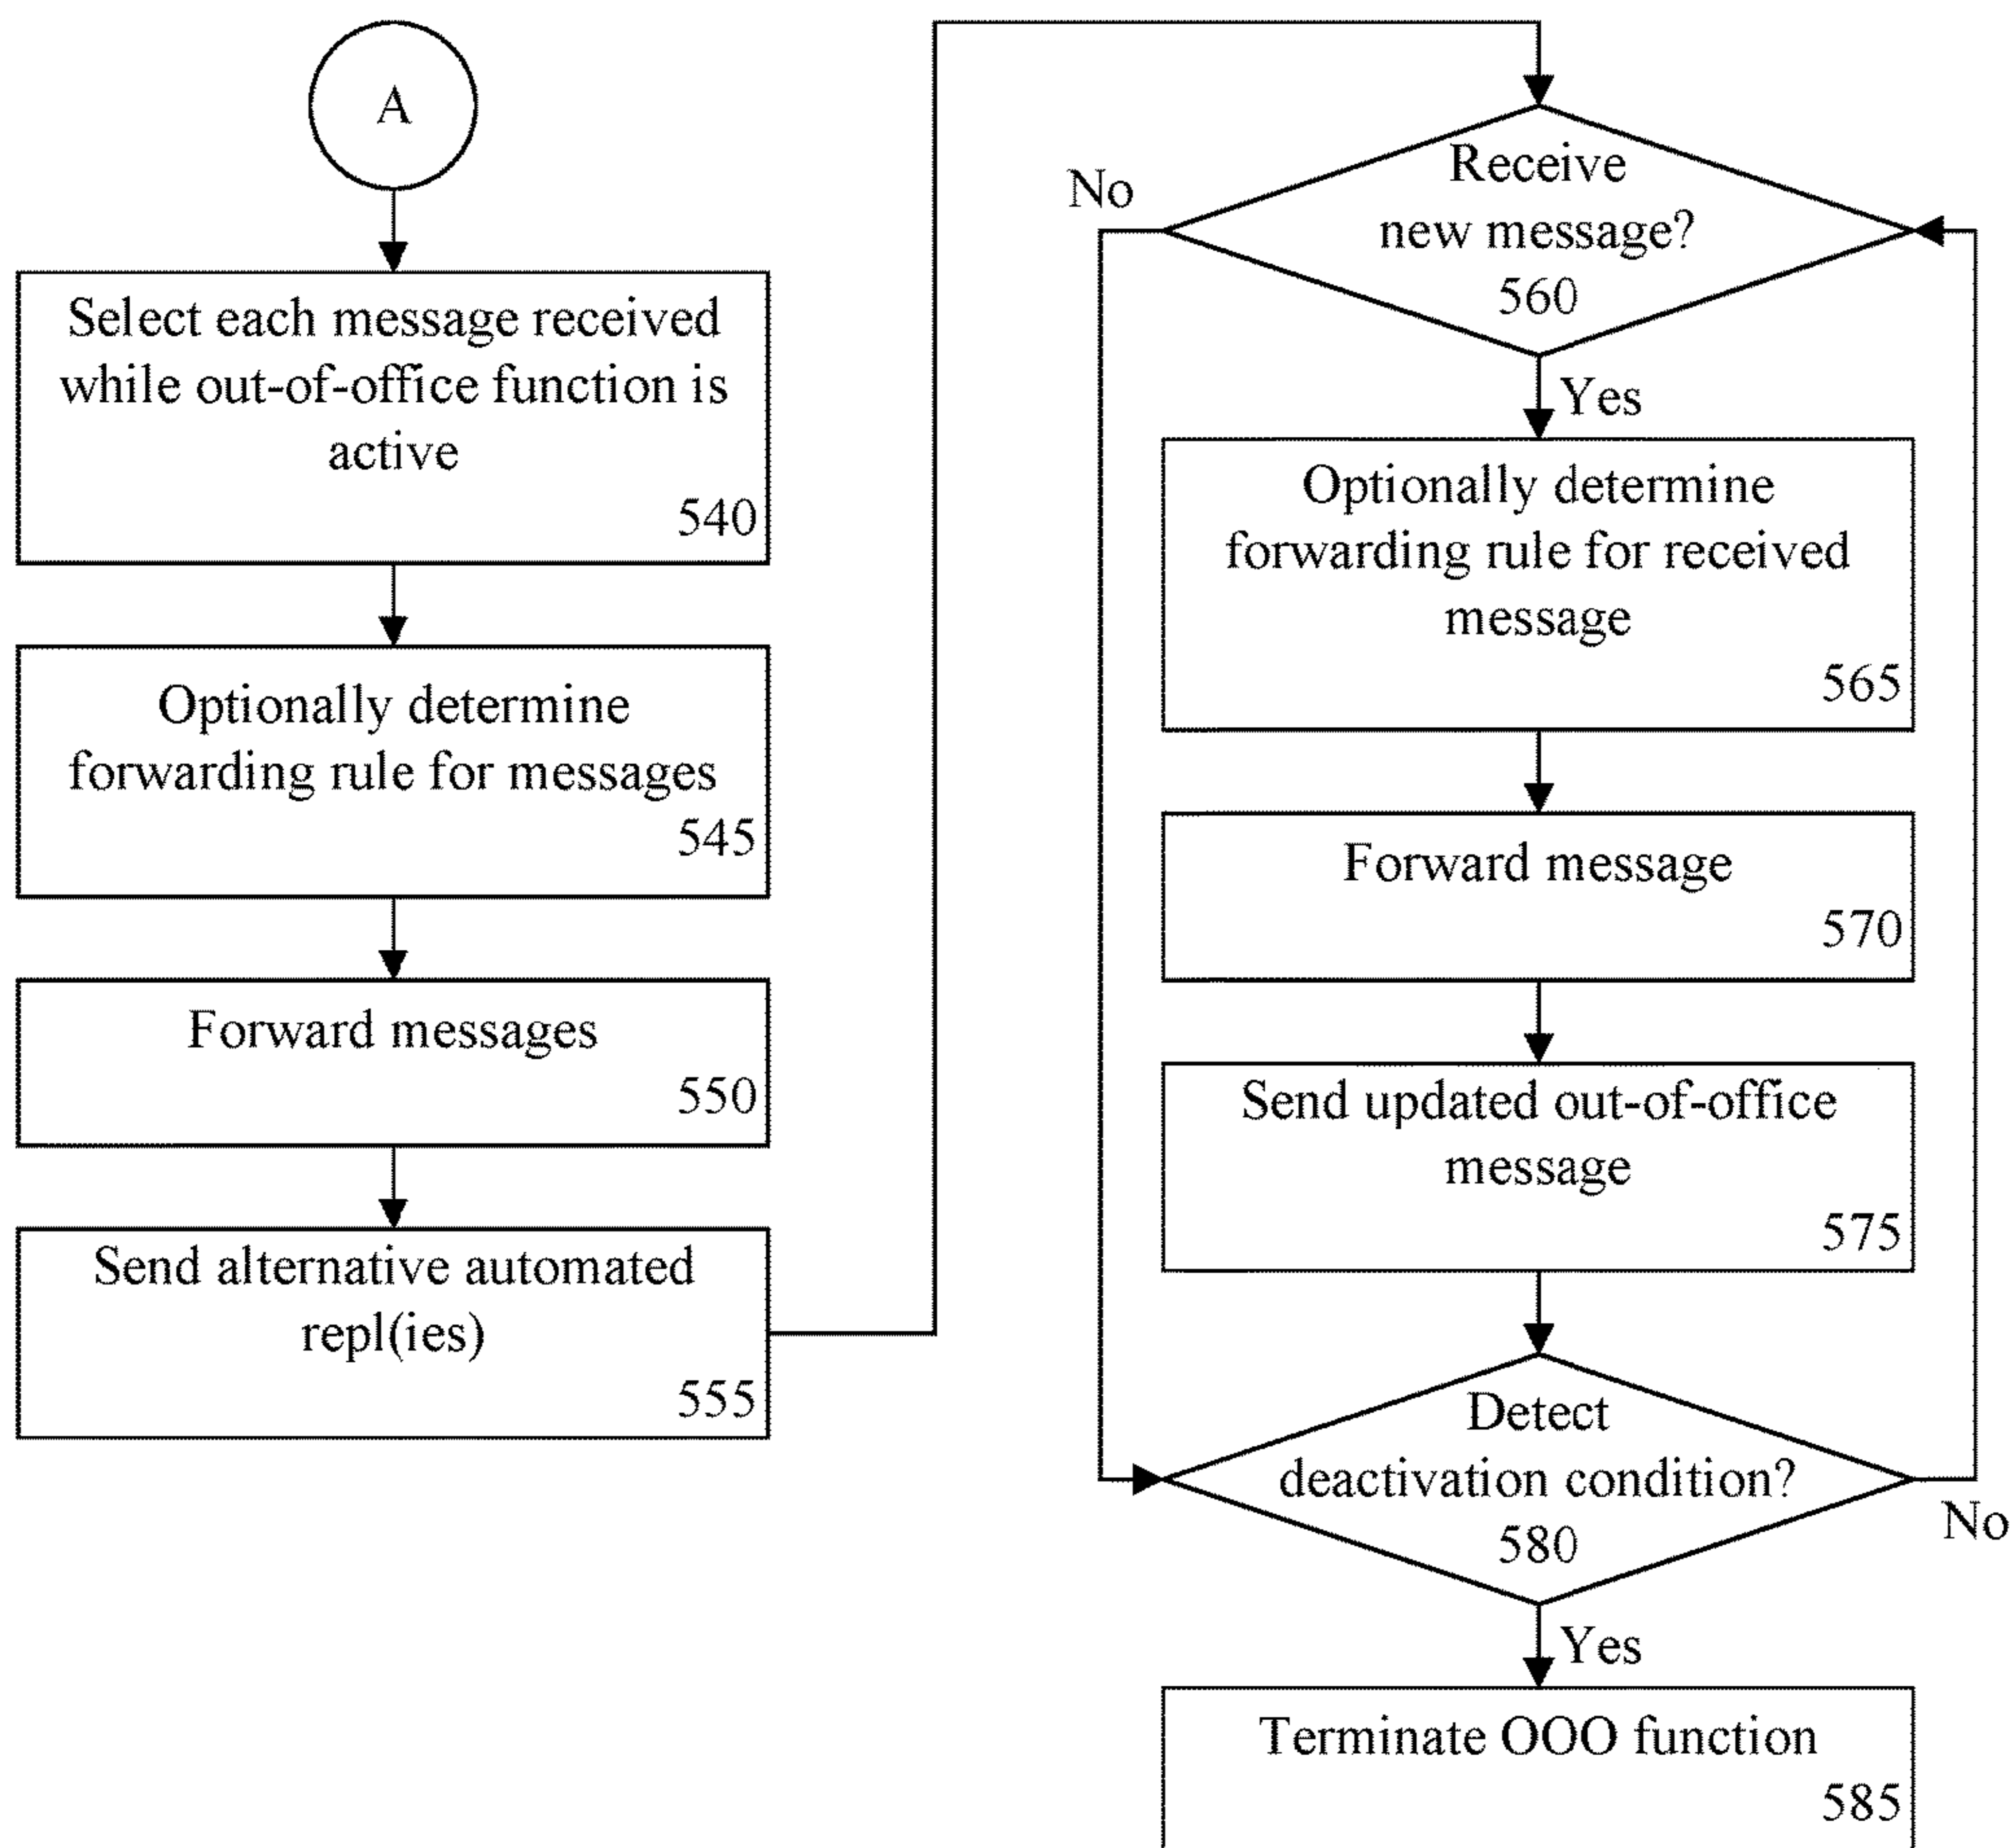 A
Select each message received
while out-of-office function is
active
540
Optionally determine
forwarding rule for messages
545
Forward messages
550
Send alternative automated
repl(ies)
555
Receive
new message?
560
No
Yes
Optionally determine
forwarding rule for received
message
565
Forward message
570
Send updated out-of-office
message
575
Detect
deactivation condition?
580
No
Yes
Terminate OOO function
585